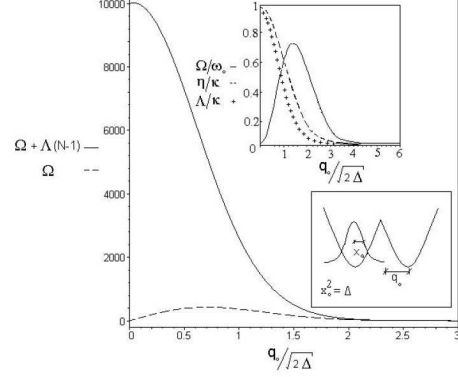 10000
8000
6000
4000
2000
0
Ω + Λ (N-1) —
Ω - -
0 0.5 1 1.5 2 2.5 3
q₀/√2Δ
1
0.8
0.6
0.4
0.2
0
Ω/ω₀ —
η/κ --
Λ/κ +
1 2 3 4 5 6
q₀/√2Δ
x₀
q₀
x₀² = Δ